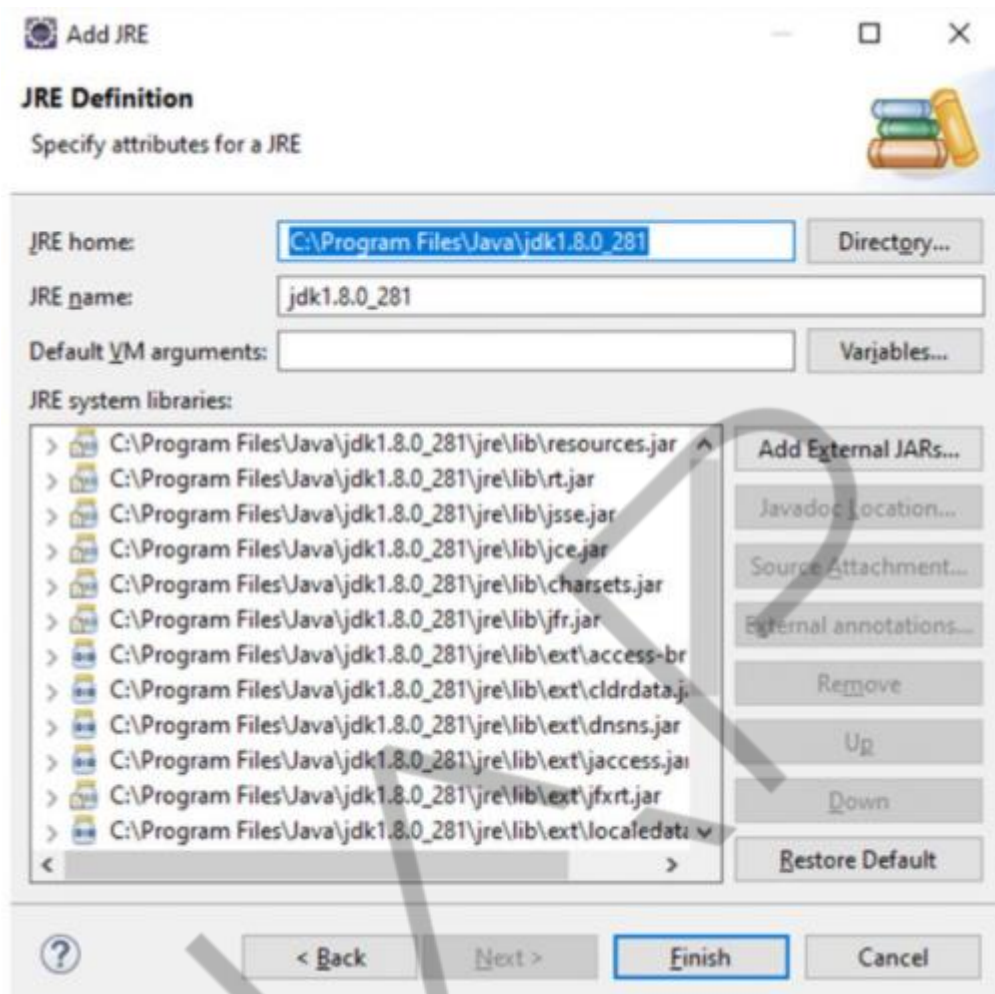 Add JRE
JRE Definition
Specify attributes for a JRE
JRE home: C:\Program Files\Java\jdk1.8.0_281 Directory...
JRE name: jdk1.8.0_281
Default VM arguments: Variables...
JRE system libraries:
C:\Program Files\Java\jdk1.8.0_281\jre\lib\resources.jar Add External JARs...
C:\Program Files\Java\jdk1.8.0_281\jre\lib\rt.jar
C:\Program Files\Java\jdk1.8.0_281\jre\lib\jsse.jar Javadoc Location...
C:\Program Files\Java\jdk1.8.0_281\jre\lib\jce.jar
C:\Program Files\Java\jdk1.8.0_281\jre\lib\charsets.jar Source Attachment...
C:\Program Files\Java\jdk1.8.0_281\jre\lib\jfr.jar External annotations...
C:\Program Files\Java\jdk1.8.0_281\jre\lib\ext\access-br
C:\Program Files\Java\jdk1.8.0_281\jre\lib\ext\cldrdata.ja Remove
C:\Program Files\Java\jdk1.8.0_281\jre\lib\ext\dnsns.jar Up
C:\Program Files\Java\jdk1.8.0_281\jre\lib\ext\jaccess.jar
C:\Program Files\Java\jdk1.8.0_281\jre\lib\ext\jfxrt.jar Down
C:\Program Files\Java\jdk1.8.0_281\jre\lib\ext\localedata
Restore Default
? < Back Next > Finish Cancel